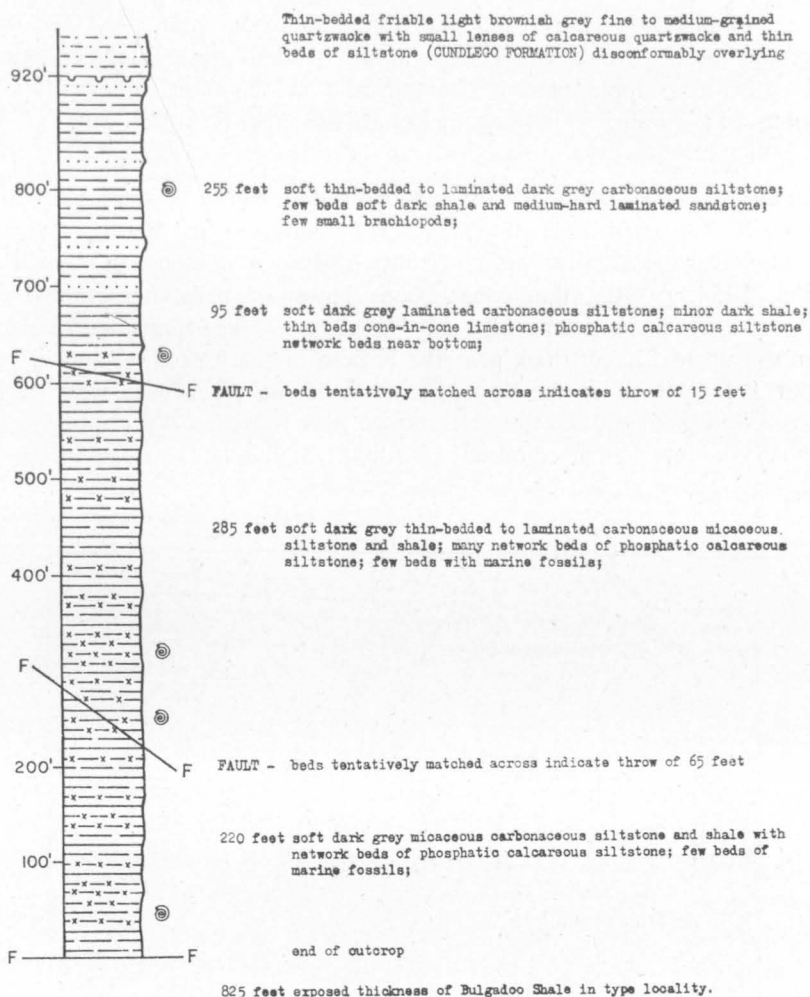 Thin-bedded friable light brownish grey fine to medium-grained
quartzwacke with small lenses of calcareous quartzwacke and thin
beds of siltstone (CUNDLEGO FORMATION) disconformably overlying
920'
800'
255 feet soft thin-bedded to laminated dark grey carbonaceous siltstone;
few beds soft dark shale and medium-hard laminated sandstone;
few small brachiopods;
700'
95 feet soft dark grey laminated carbonaceous siltstone; minor dark shale;
thin beds cone-in-cone limestone; phosphatic calcareous siltstone
network beds near bottom;
F
600'
F FAULT - beds tentatively matched across indicates throw of 15 feet
500'
285 feet soft dark grey thin-bedded to laminated carbonaceous micaceous.
siltstone and shale; many network beds of phosphatic calcareous
siltstone; few beds with marine fossils;
400'
F
200'
F FAULT - beds tentatively matched across indicate throw of 65 feet
220 feet soft dark grey micaceous carbonaceous siltstone and shale with
network beds of phosphatic calcareous siltstone; few beds of
marine fossils;
100'
end of outcrop
F F
825 feet exposed thickness of Bulgadoo Shale in type locality.